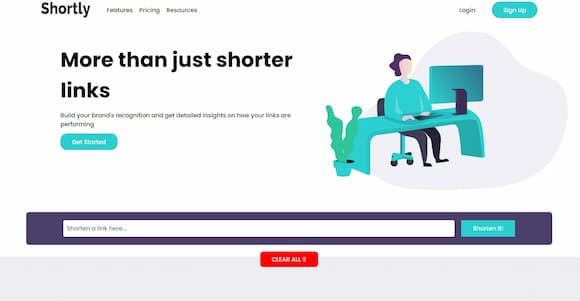 Shortly
Features Pricing Resources
Login
Sign Up
More than just shorter
links
Build your brand's recognition and get detailed insights on how your links are
performing
Get Started
Shorten a link here...
Shorten It!
CLEAR ALL !!